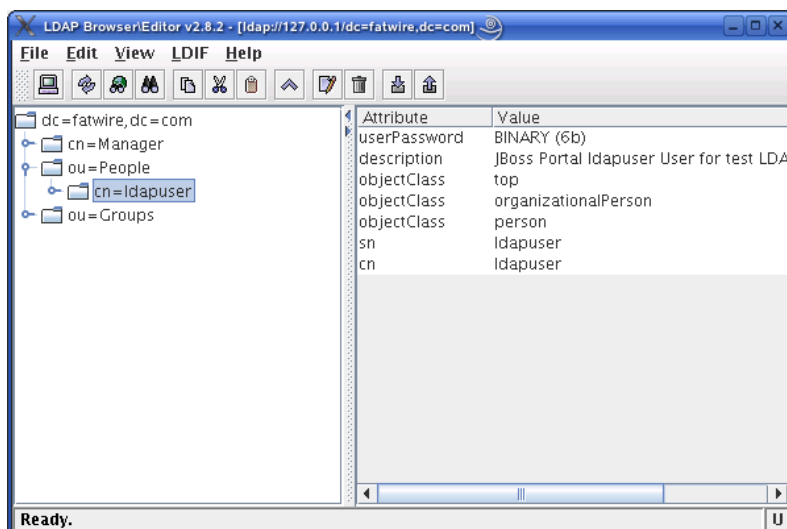 LDAP Browser\Editor v2.8.2 - [ldap://127.0.0.1/dc=fatwire,dc=com]
File Edit View LDIF Help
dc=fatwire,dc=com
cn=Manager
ou=People
cn=ldapuser
ou=Groups
Attribute Value
userPassword BINARY (6b)
description JBoss Portal ldapuser User for test LDA
objectClass top
objectClass organizationalPerson
objectClass person
sn ldapuser
cn ldapuser
Ready. U